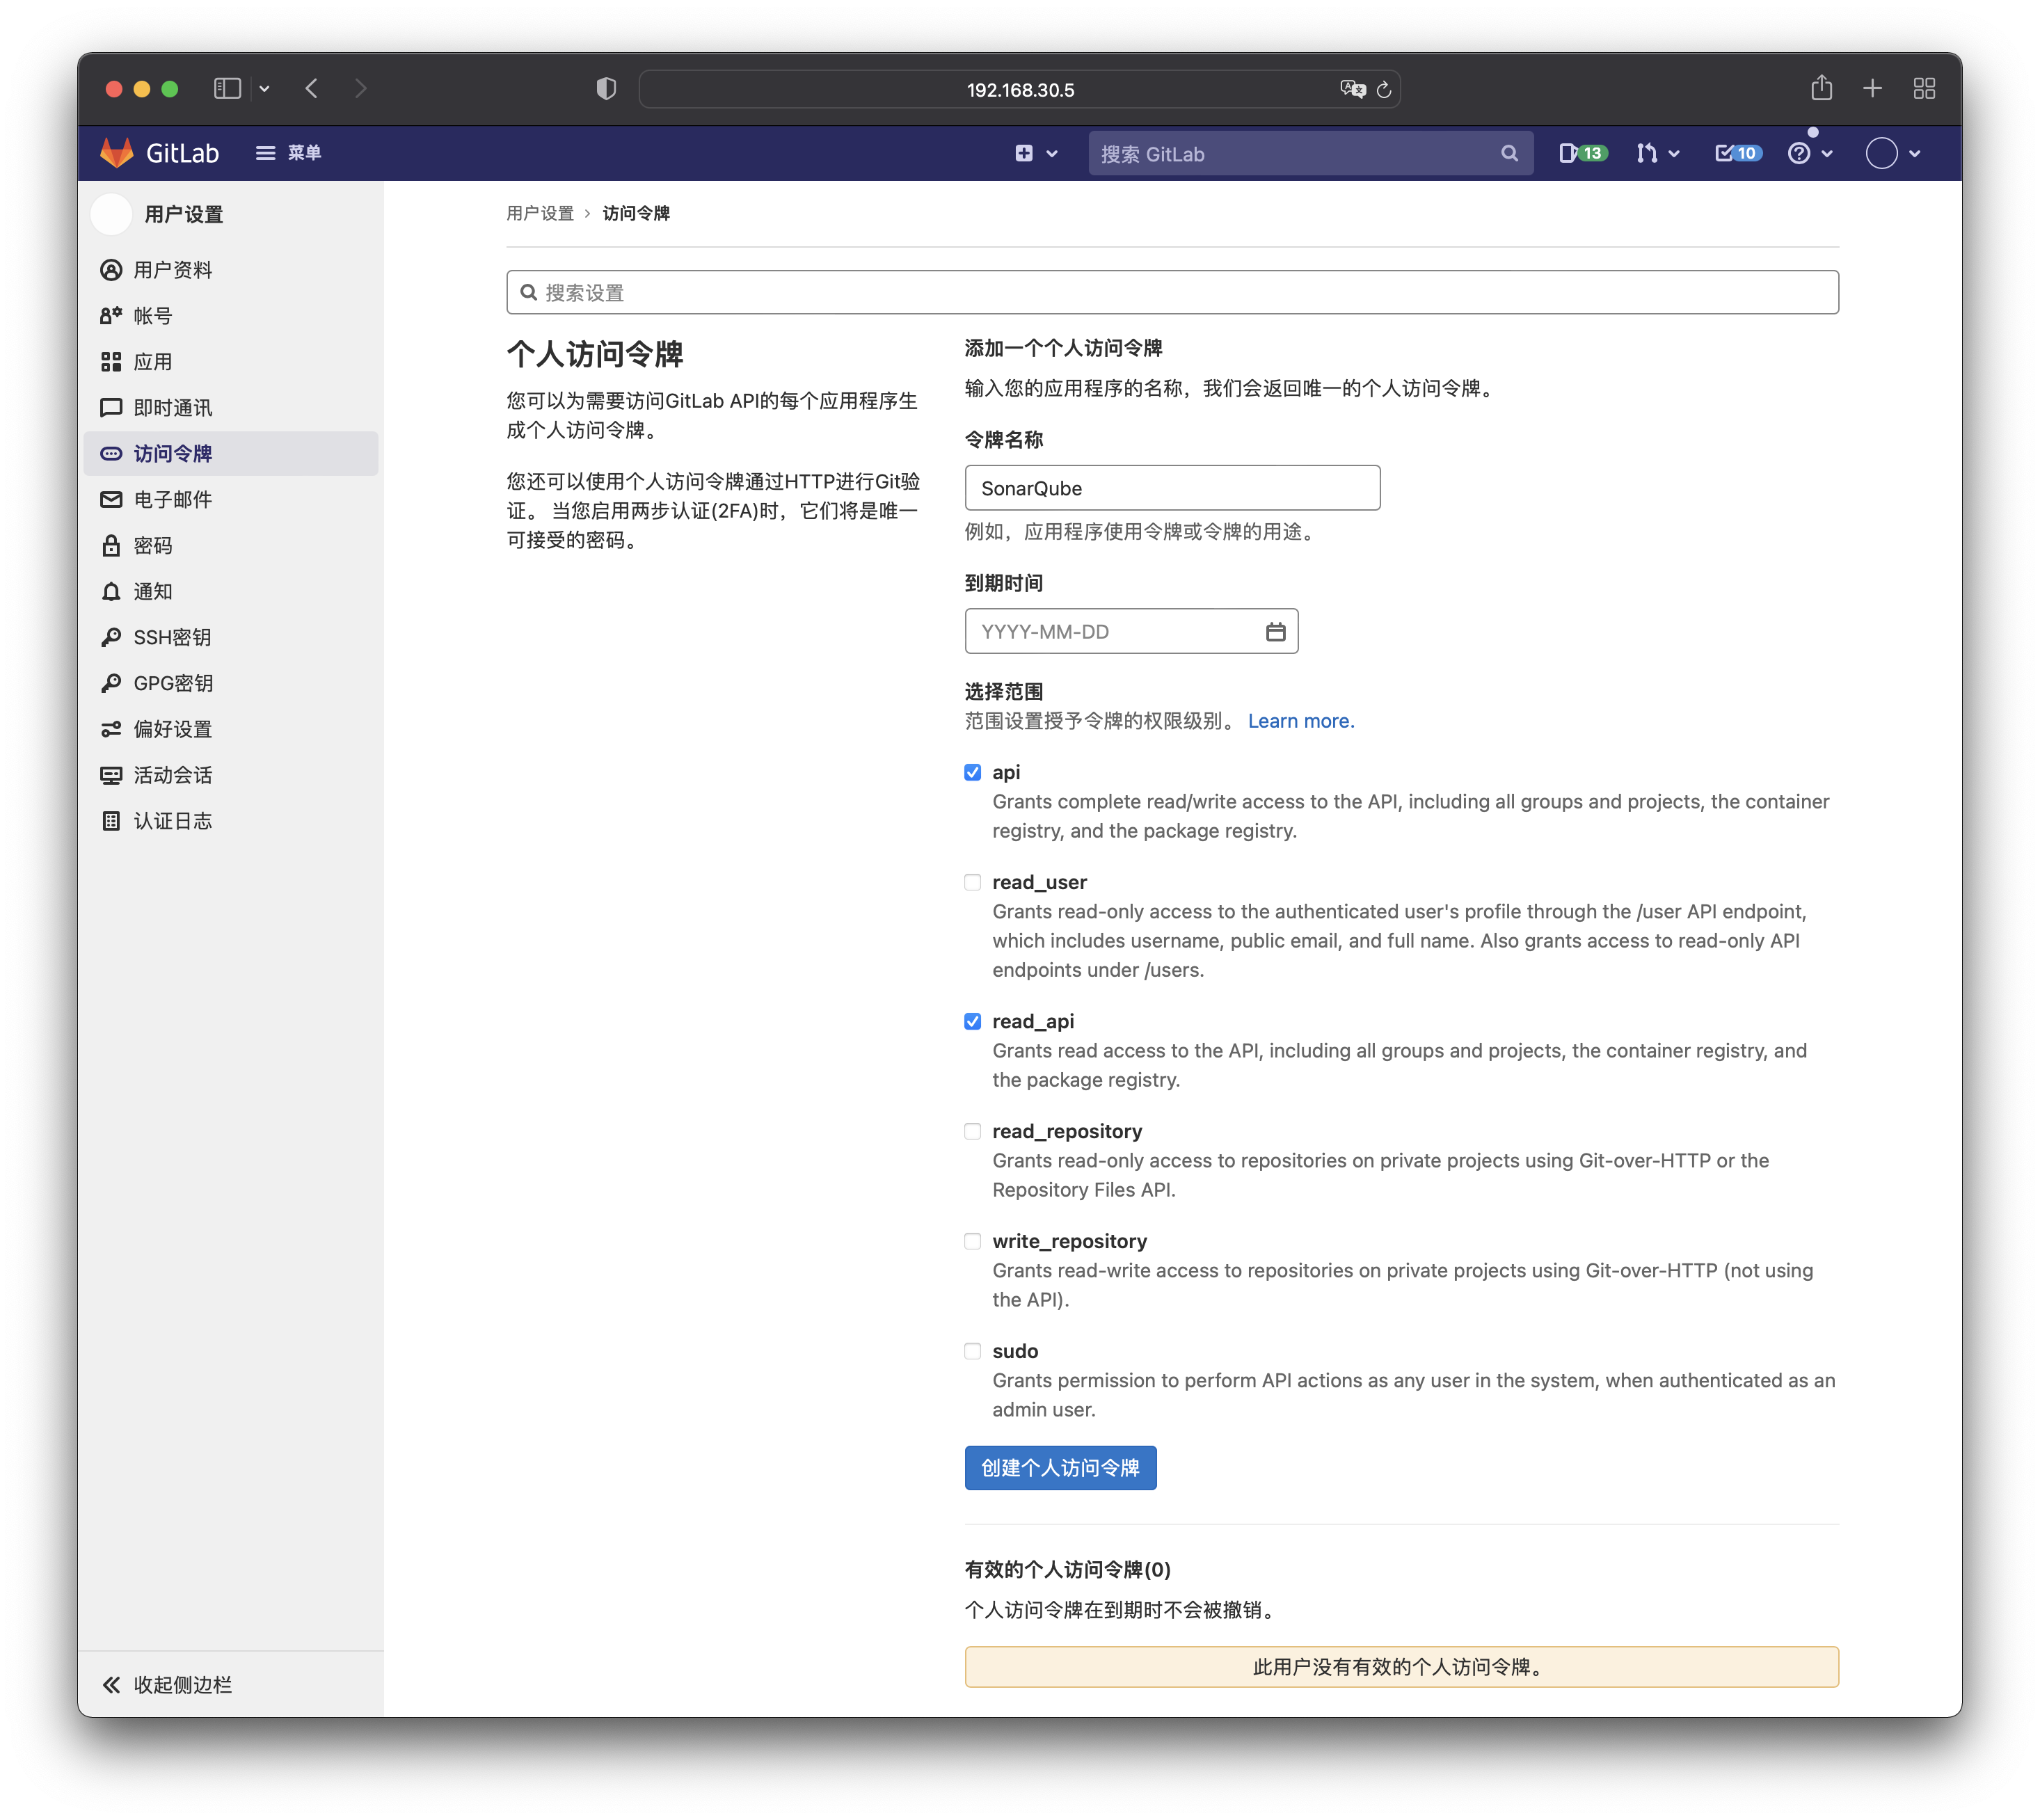 192.168.30.5
GitLab
菜单
搜索 GitLab
13
10
用户设置
用户资料
帐号
应用
即时通讯
访问令牌
电子邮件
密码
通知
SSH密钥
GPG密钥
偏好设置
活动会话
认证日志
收起侧边栏
用户设置 › 访问令牌
搜索设置
个人访问令牌
您可以为需要访问GitLab API的每个应用程序生
成个人访问令牌。
您还可以使用个人访问令牌通过HTTP进行Git验
证。 当您启用两步认证(2FA)时，它们将是唯一
可接受的密码。
添加一个个人访问令牌
输入您的应用程序的名称，我们会返回唯一的个人访问令牌。
令牌名称
SonarQube
例如，应用程序使用令牌或令牌的用途。
到期时间
YYYY-MM-DD
选择范围
范围设置授予令牌的权限级别。 Learn more.
api
Grants complete read/write access to the API, including all groups and projects, the container
registry, and the package registry.
read_user
Grants read-only access to the authenticated user's profile through the /user API endpoint,
which includes username, public email, and full name. Also grants access to read-only API
endpoints under /users.
read_api
Grants read access to the API, including all groups and projects, the container registry, and
the package registry.
read_repository
Grants read-only access to repositories on private projects using Git-over-HTTP or the
Repository Files API.
write_repository
Grants read-write access to repositories on private projects using Git-over-HTTP (not using
the API).
sudo
Grants permission to perform API actions as any user in the system, when authenticated as an
admin user.
创建个人访问令牌
有效的个人访问令牌(0)
个人访问令牌在到期时不会被撤销。
此用户没有有效的个人访问令牌。